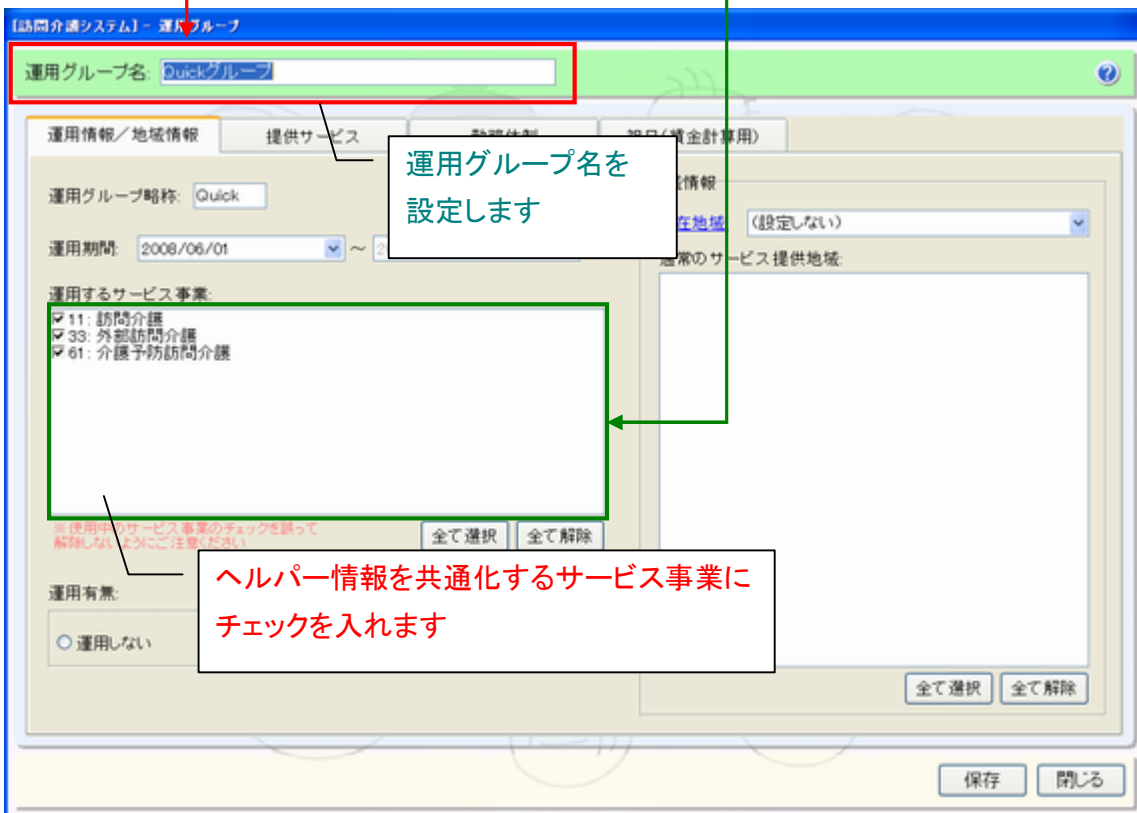 [訪問介護システム] - 運用グループ
運用グループ名: Quickグループ
運用情報/地域情報
提供サービス
祝日(賃金計算用)
運用グループ名を
設定します
運用グループ略称: Quick
情報
在地域 (設定しない)
運用期間: 2008/06/01 ～ 2
通常のサービス提供地域:
運用するサービス事業:
11: 訪問介護
33: 外部訪問介護
61: 介護予防訪問介護
※使用中のサービス事業のチェックを誤って
解除しないようにご注意ください
全て選択 全て解除
ヘルパー情報を共通化するサービス事業に
チェックを入れます
運用有無:
運用しない
全て選択 全て解除
保存 閉じる